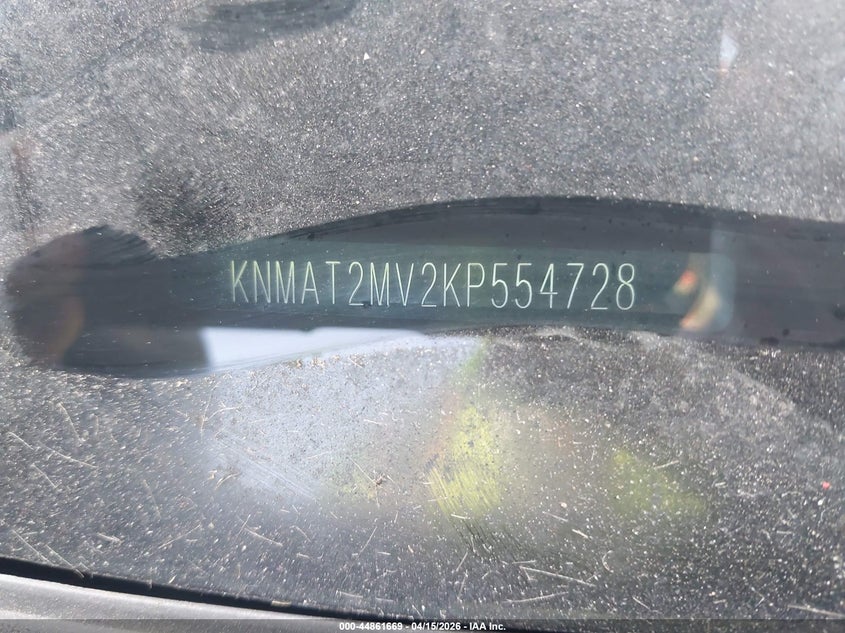 KNMAT2MV2KP554728
000-44861669 - 04/15/2026 - IAA Inc.